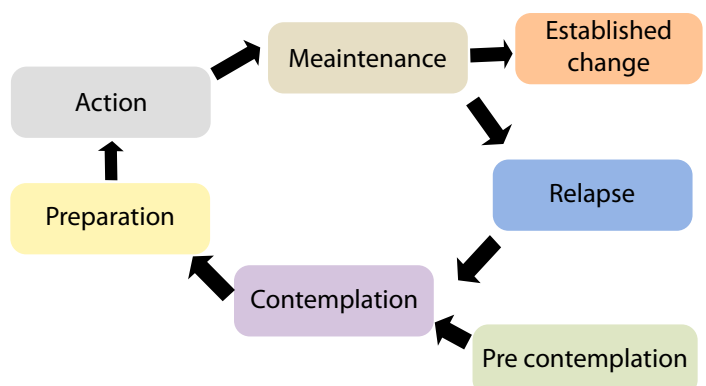 Established
change
Meaintenance
Action
Relapse
Preparation
Contemplation
Pre contemplation